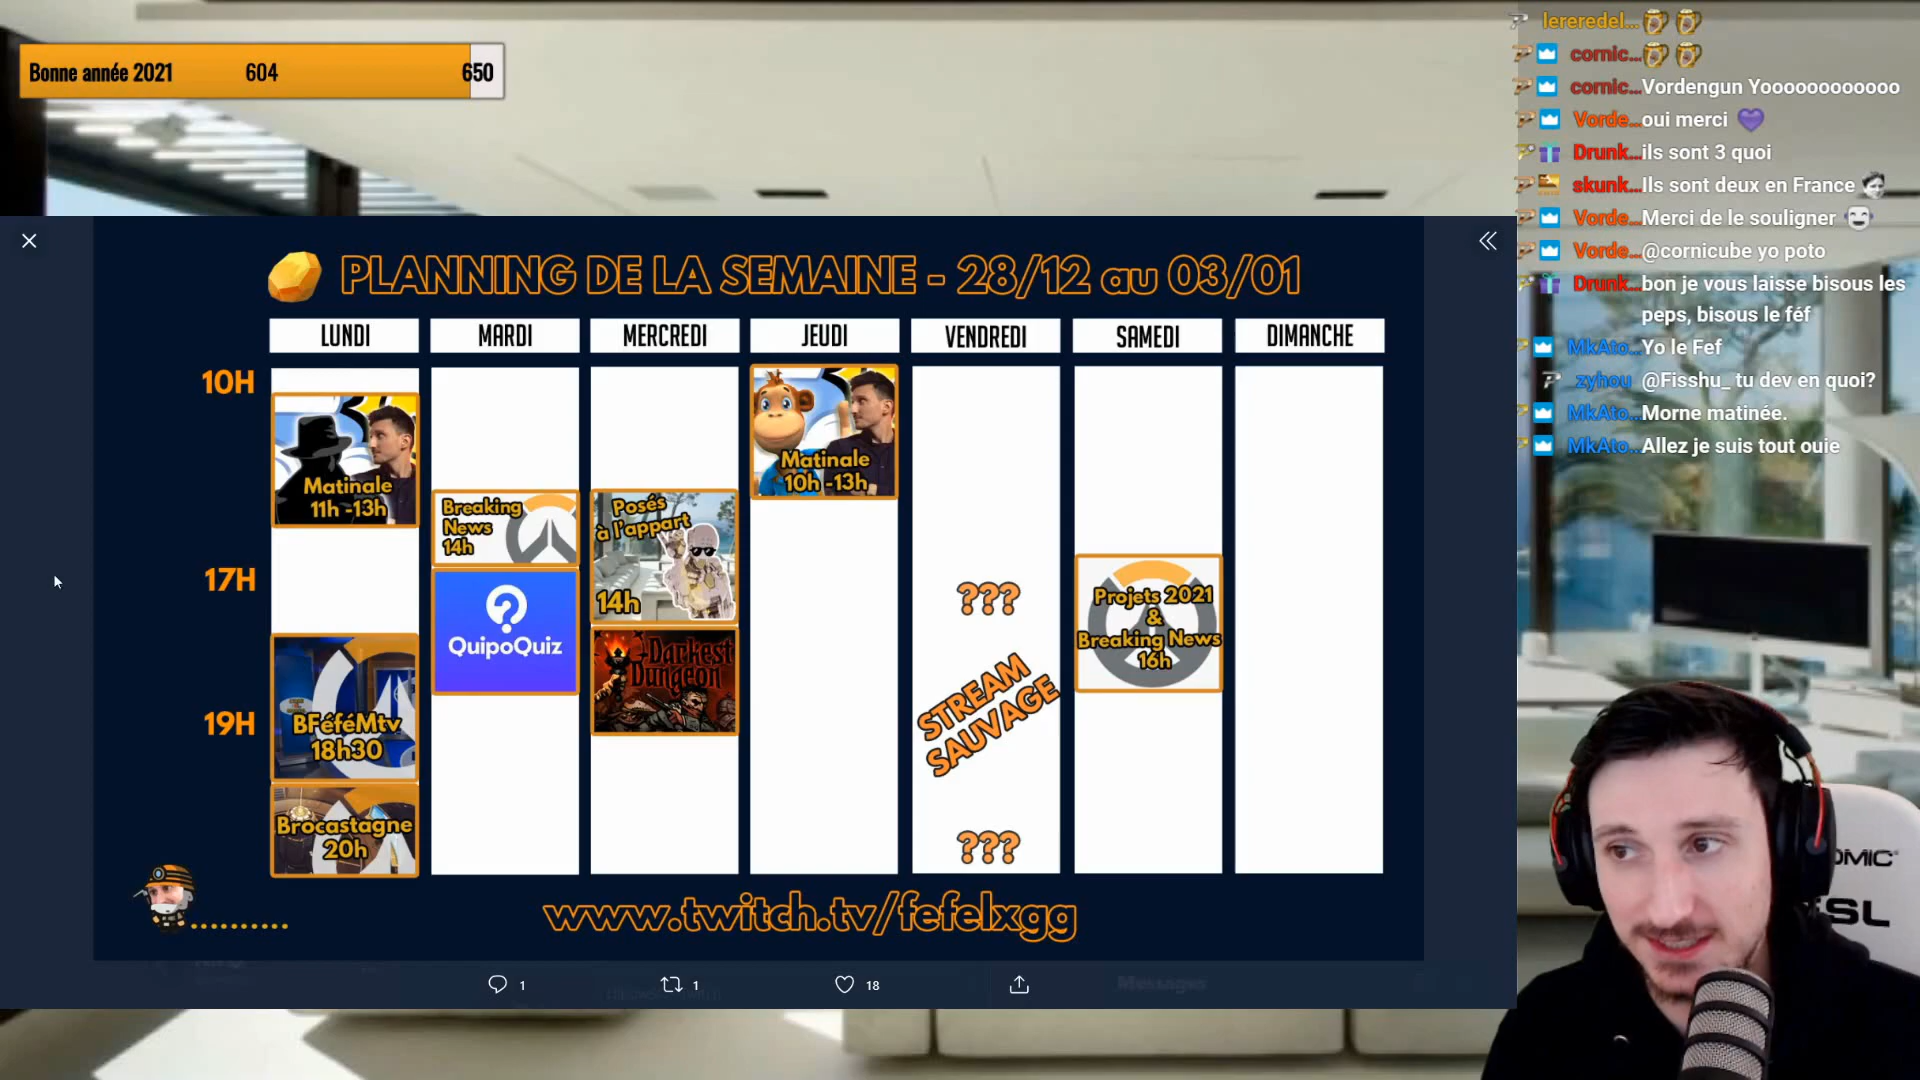 Bonne année 2021 604 650
PLANNING DE LA SEMAINE - 28/12 au 03/01
LUNDI MARDI MERCREDI JEUDI VENDREDI SAMEDI DIMANCHE
10H
17H
19H
Matinale
11h -13h
BFéféMtv
18h30
Brocastagne
20h
Breaking
News
14h
QuipoQuiz
Posés
à l'appart
14h
Darkest
Dungeon
Matinale
10h -13h
???
STREAM
SAUVAGE
???
Projets 2021
&
Breaking News
16h
www.twitch.tv/fefelxgg
1 1 18
Messages
lereredel...
cornic...
cornic...Vordengun Yoooooooooooo
Vorde...oui merci
Drunk...ils sont 3 quoi
skunk...Ils sont deux en France
Vorde...Merci de le souligner
Vorde...@cornicube yo poto
Drunk...bon je vous laisse bisous les
peps, bisous le féf
MkAto...Yo le Fef
zyhou @Fisshu_ tu dev en quoi?
MkAto...Morne matinée.
MkAto...Allez je suis tout ouie
OMIC
ESL